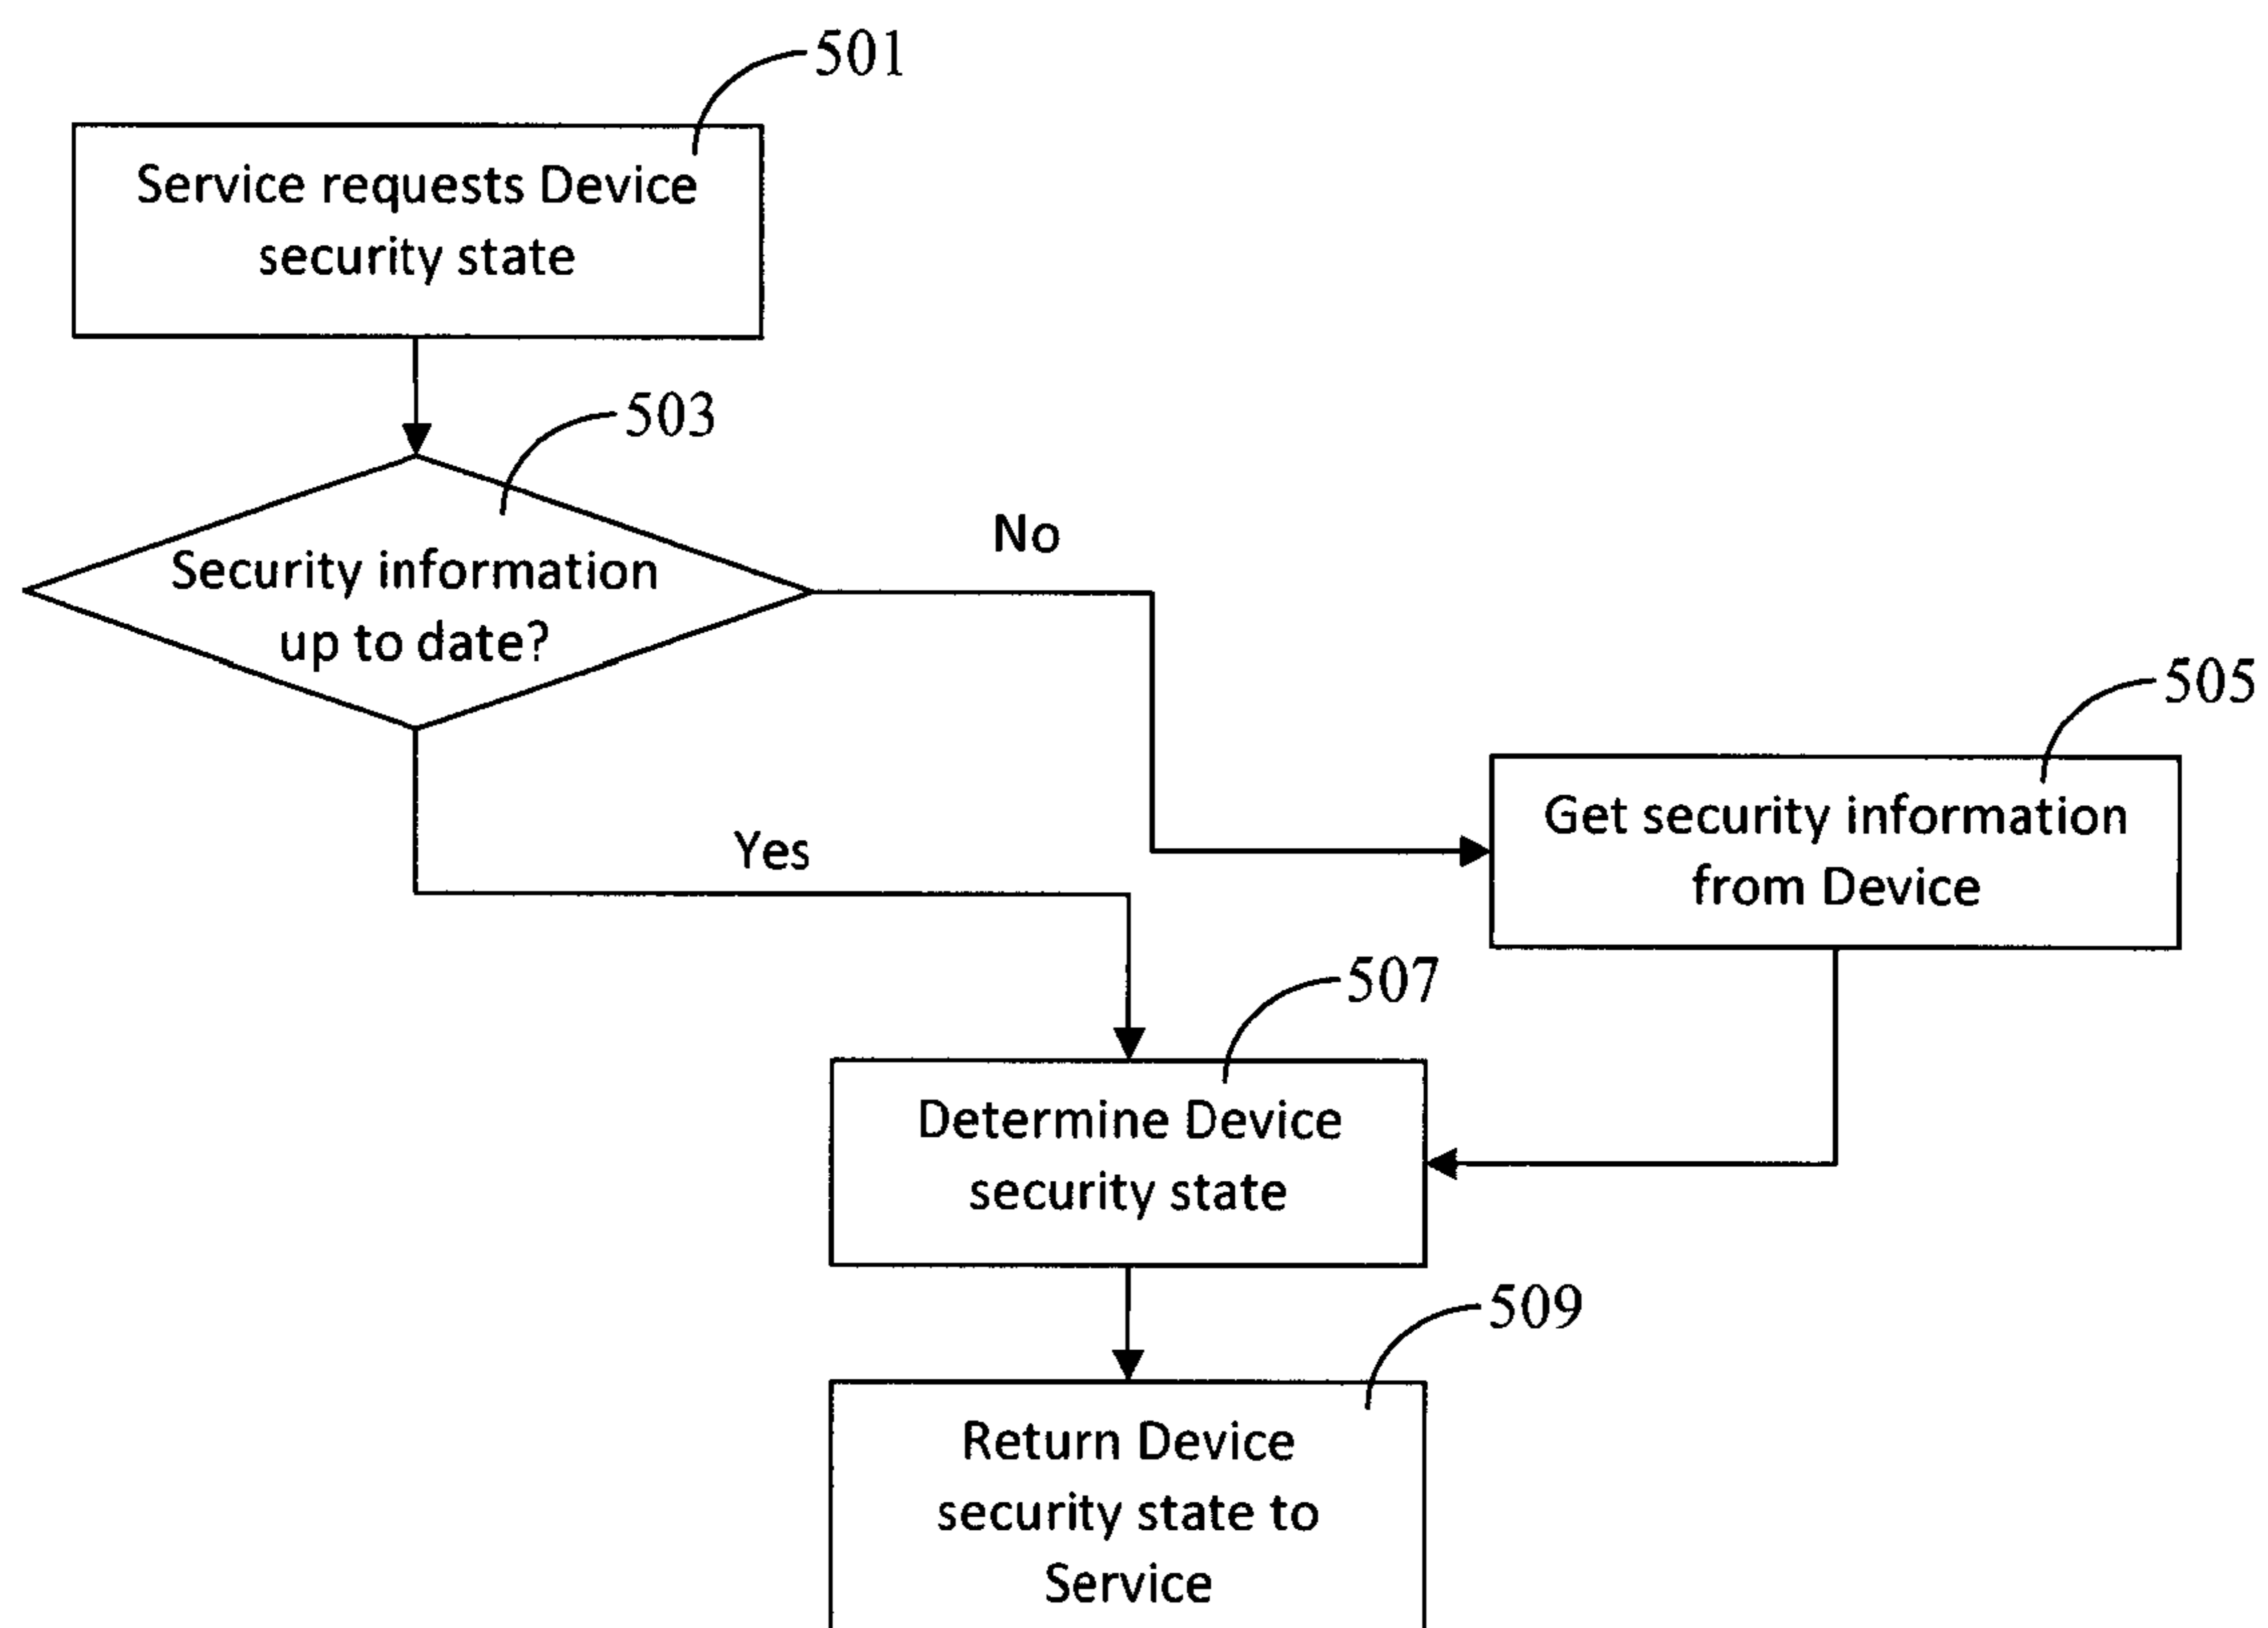 501
Service requests Device
security state
503
Security information
up to date?
No
505
Get security information
from Device
Yes
507
Determine Device
security state
509
Return Device
security state to
Service